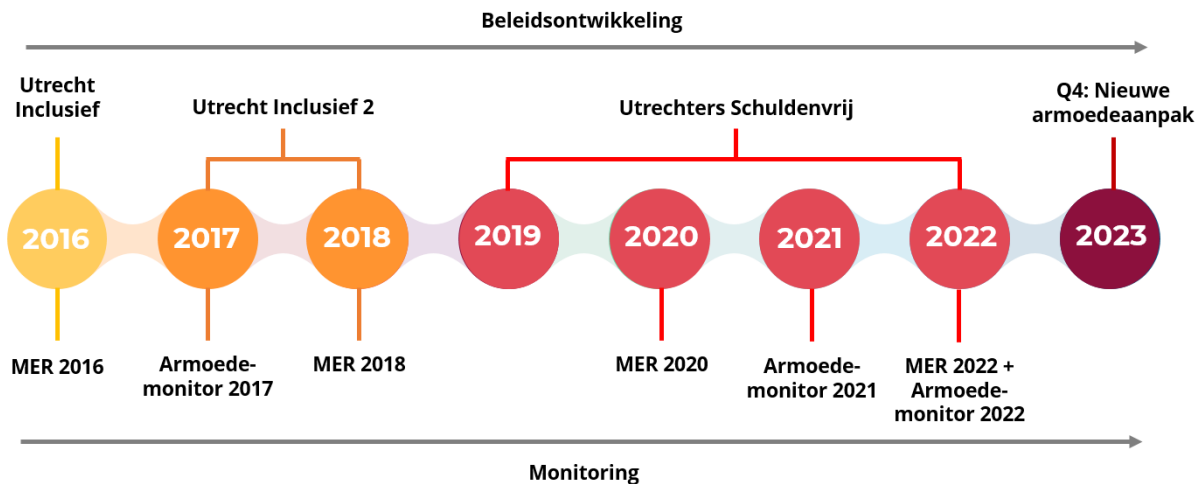 Beleidsontwikkeling
Utrecht
Inclusief
Utrecht Inclusief 2
Utrechters Schuldenvrij
Q4: Nieuwe
armoedeaanpak
2016
2017
2018
2019
2020
2021
2022
2023
MER 2016
Armoede-
monitor 2017
MER 2018
MER 2020
Armoede-
monitor 2021
MER 2022 +
Armoede-
monitor 2022
Monitoring